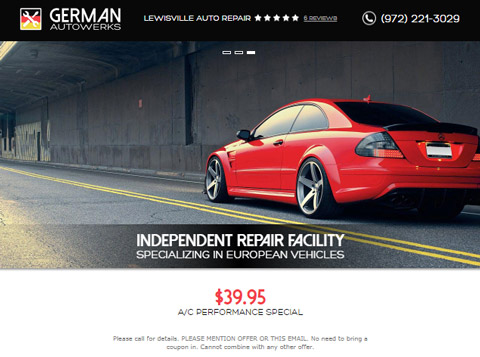 GERMAN
AUTOWERKS
LEWISVILLE AUTO REPAIR ★★★★★ 6 REVIEWS
(972) 221-3029
INDEPENDENT REPAIR FACILITY
SPECIALIZING IN EUROPEAN VEHICLES
$39.95
A/C PERFORMANCE SPECIAL
Please call for details. PLEASE MENTION OFFER OR THIS EMAIL. No need to bring a
coupon in. Cannot combine with any other offer..